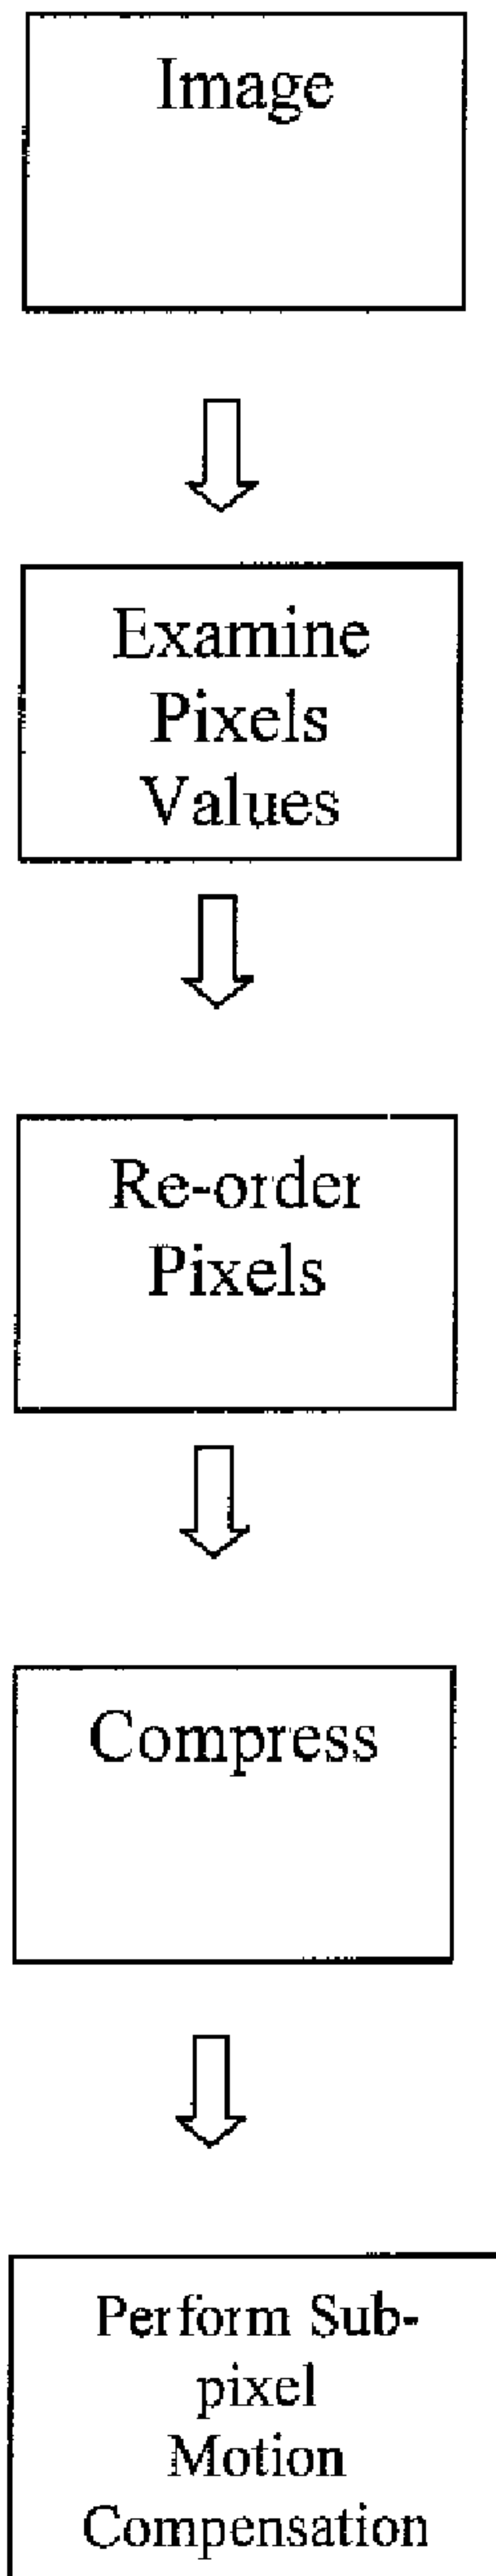 Image
Examine
Pixels
Values
Re-order
Pixels
Compress
Perform Sub-
pixel
Motion
Compensation